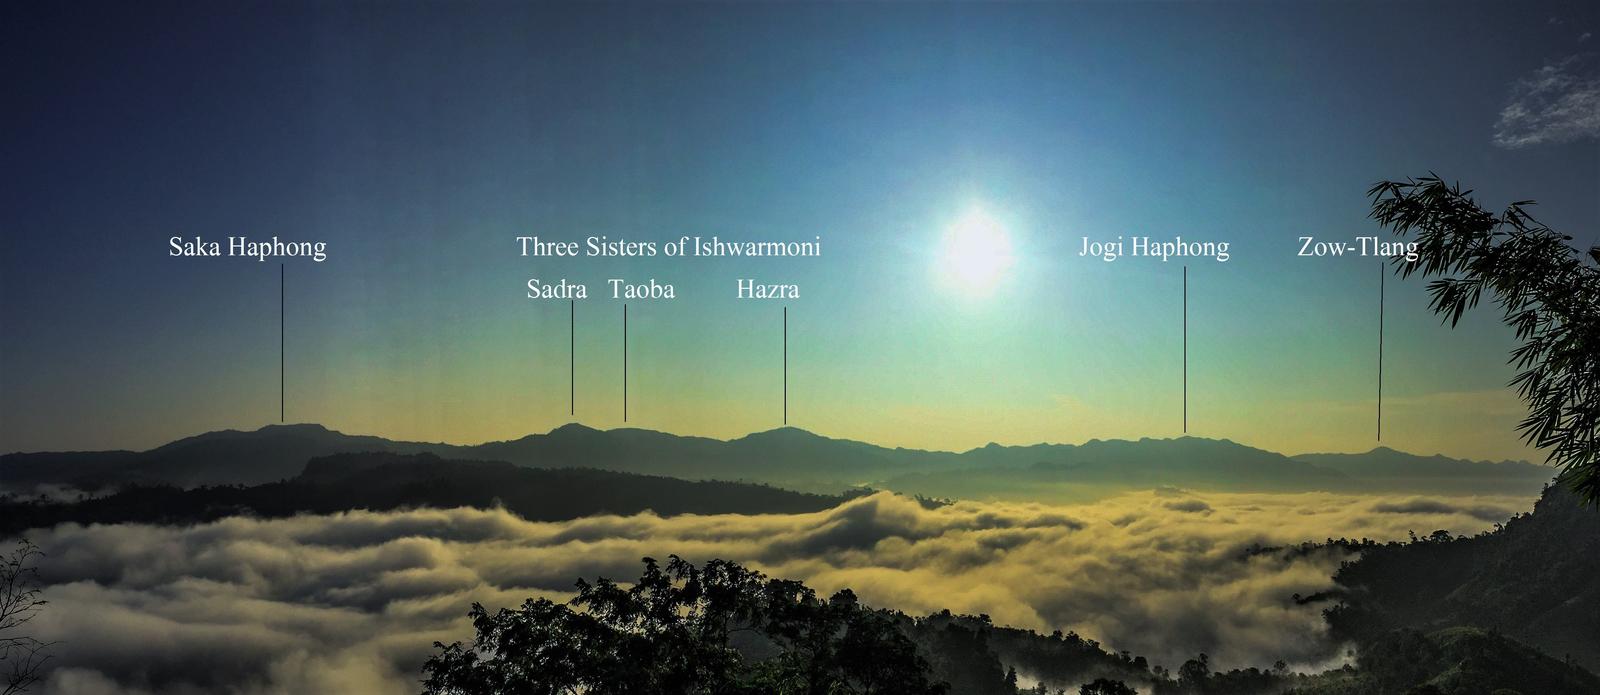 Saka Haphong
Three Sisters of Ishwarmoni
Jogi Haphong
Zow-Tlang
Sadra
Taoba
Hazra